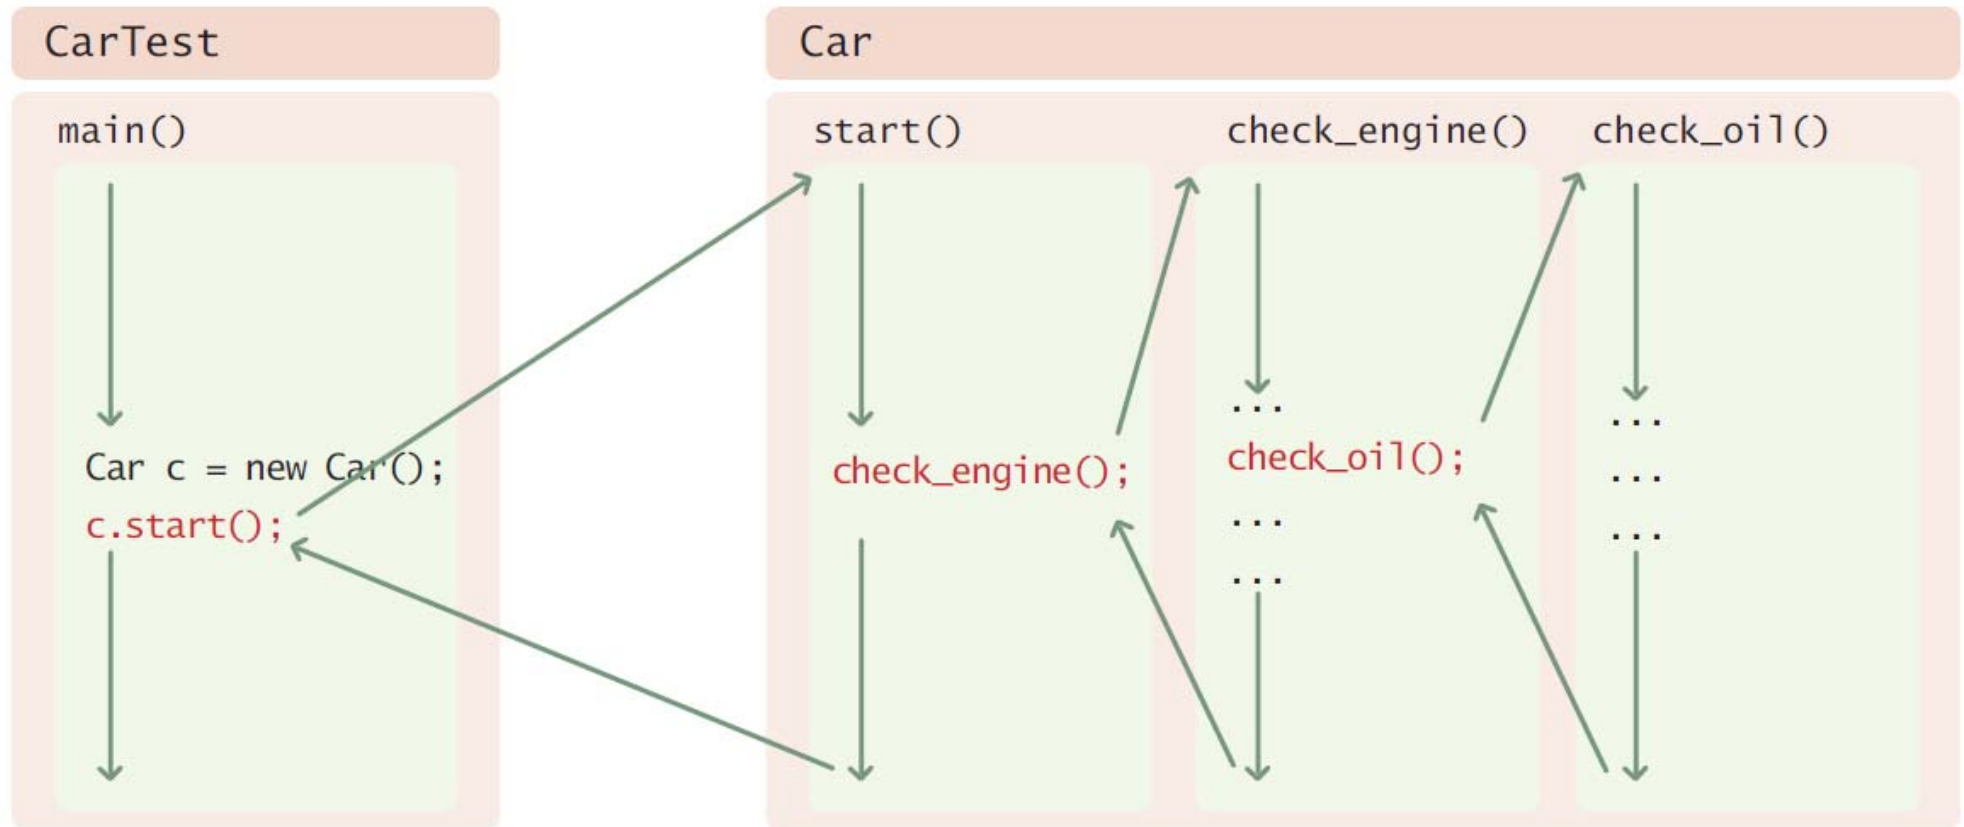 CarTest
main()
Car c = new Car();
c.start();
Car
start()
check_engine();
check_engine()
...
check_oil();
...
...
check_oil()
...
...
...